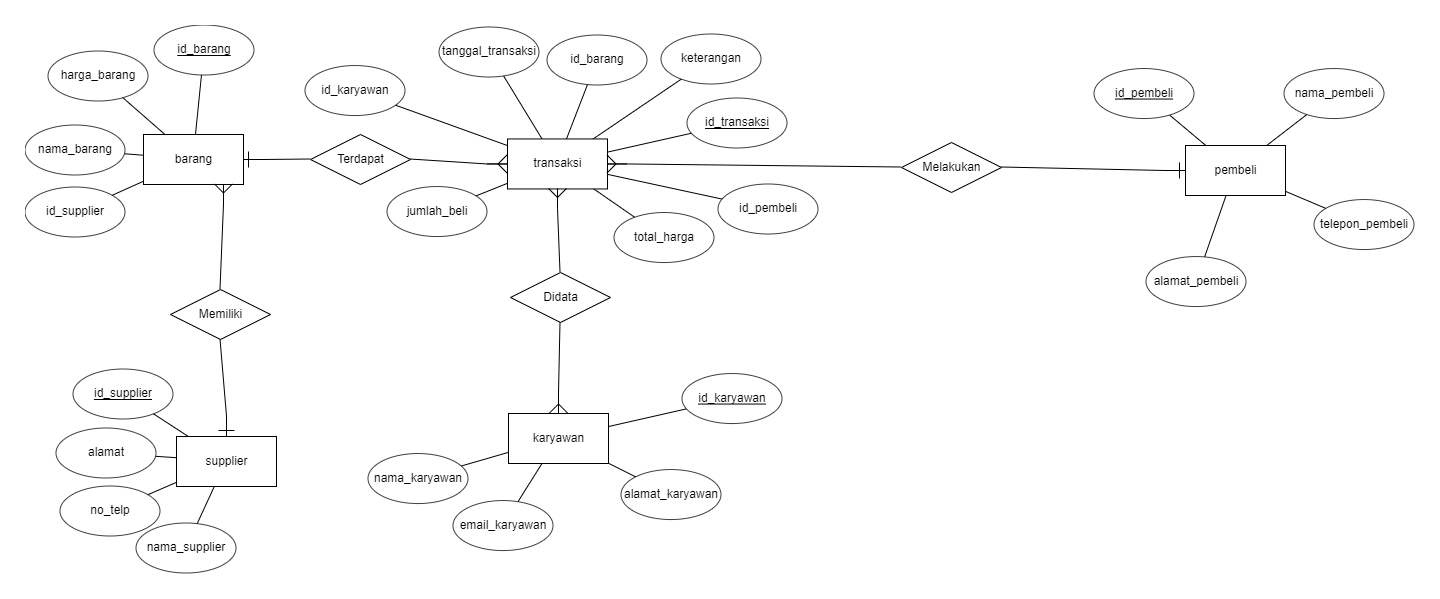 id_barang
harga_barang
nama_barang
id_supplier
barang
Terdapat
id_karyawan
tanggal_transaksi
id_barang
keterangan
id_transaksi
transaksi
jumlah_beli
total_harga
id_pembeli
Melakukan
id_pembeli
nama_pembeli
pembeli
telepon_pembeli
alamat_pembeli
Memiliki
Didata
id_supplier
alamat
supplier
no_telp
nama_supplier
id_karyawan
karyawan
nama_karyawan
alamat_karyawan
email_karyawan